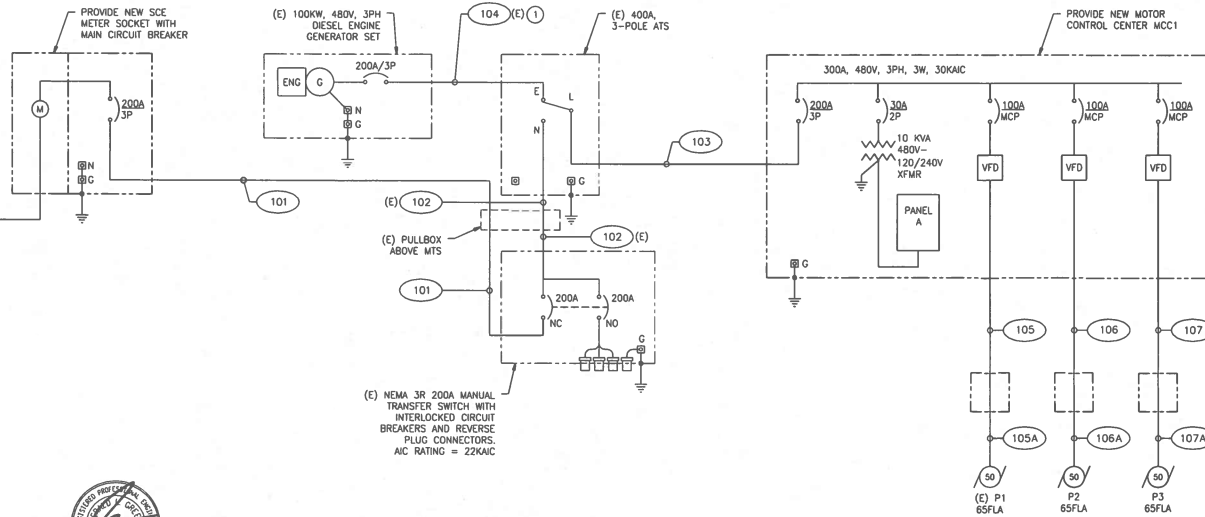 PROVIDE NEW SCE
METER SOCKET WITH
MAIN CIRCUIT BREAKER
M
200A
3P
N
G
101
(E) 100KW, 480V, 3PH
DIESEL ENGINE
GENERATOR SET
ENG
G
200A/3P
N
G
104
(E)
1
(E) 400A,
3-POLE ATS
E
L
N
G
103
(E)
102
(E) PULLBOX
ABOVE MTS
102
(E)
101
200A
NC
200A
NO
G
(E) NEMA 3R 200A MANUAL
TRANSFER SWITCH WITH
INTERLOCKED CIRCUIT
BREAKERS AND REVERSE
PLUG CONNECTORS.
AIC RATING = 22KAIC
PROVIDE NEW MOTOR
CONTROL CENTER MCC1
300A, 480V, 3PH, 3W, 30KAIC
200A
3P
30A
2P
100A
MCP
100A
MCP
100A
MCP
10 KVA
480V-
120/240V
XFMR
VFD
VFD
VFD
PANEL
A
G
105
106
107
105A
106A
107A
50
50
50
(E) P1
65FLA
P2
65FLA
P3
65FLA
REGISTERED PROFESSIONAL